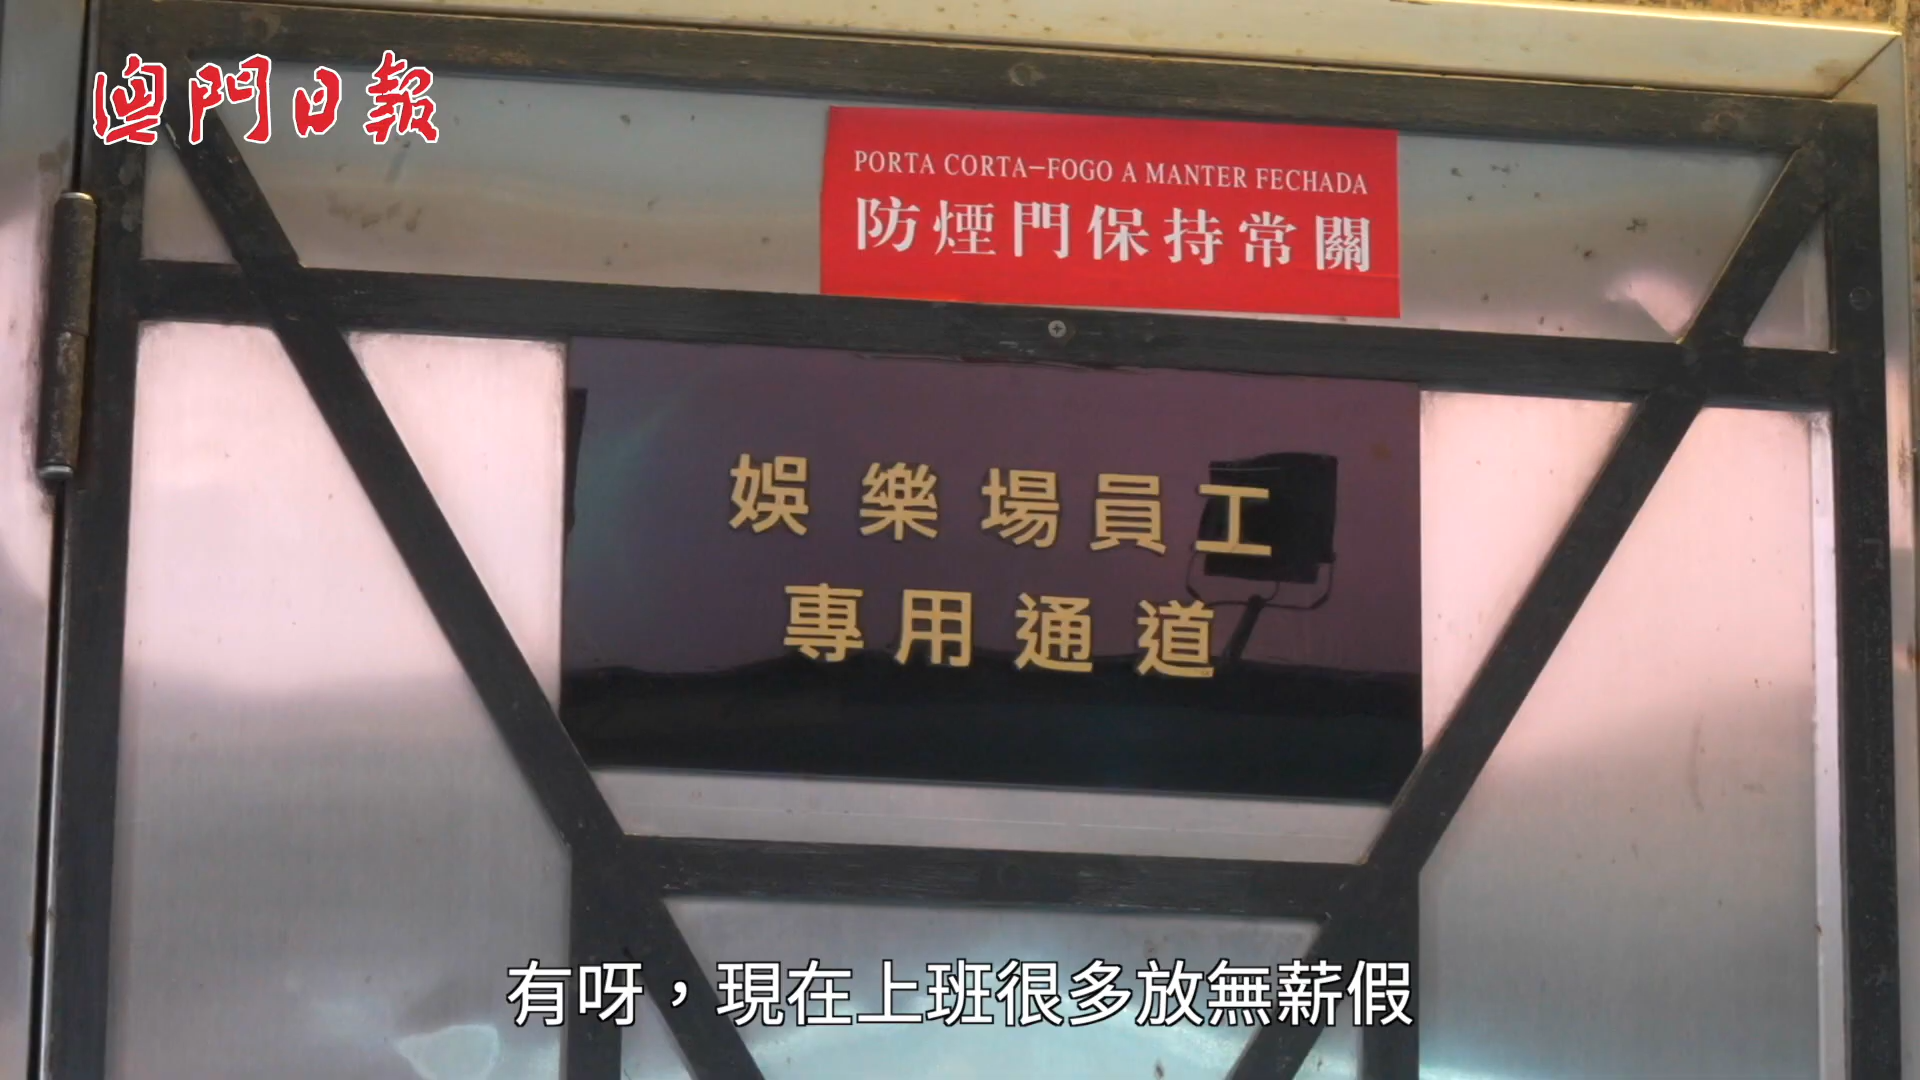 澳門日報
PORTA CORTA-FOGO A MANTER FECHADA
防煙門保持常關
娛樂場員工
專用通道
有呀，現在上班很多放無薪假